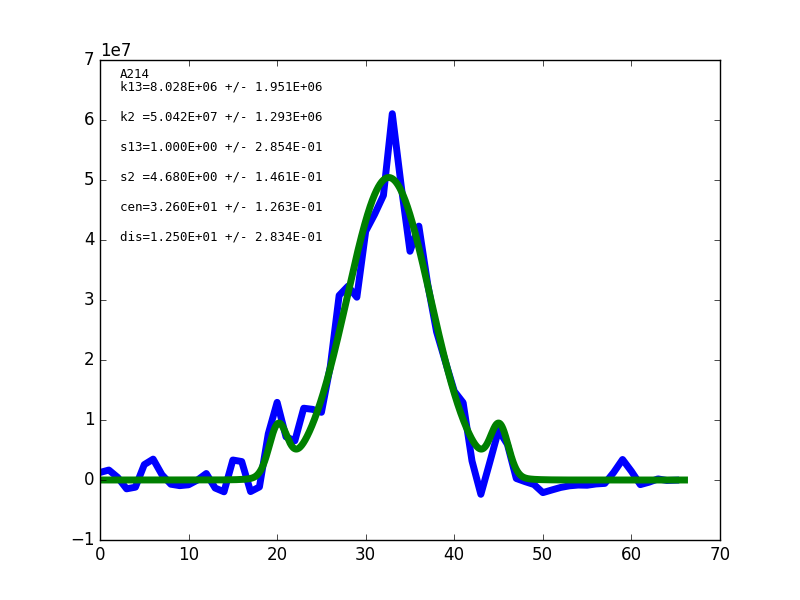 1e7
7
A214
k13=8.028E+06 +/- 1.951E+06
6
k2 =5.042E+07 +/- 1.293E+06
s13=1.000E+00 +/- 2.854E-01
5
s2 =4.680E+00 +/- 1.461E-01
cen=3.260E+01 +/- 1.263E-01
4
dis=1.250E+01 +/- 2.834E-01
3
2
1
0
−1
0 10 20 30 40 50 60 70